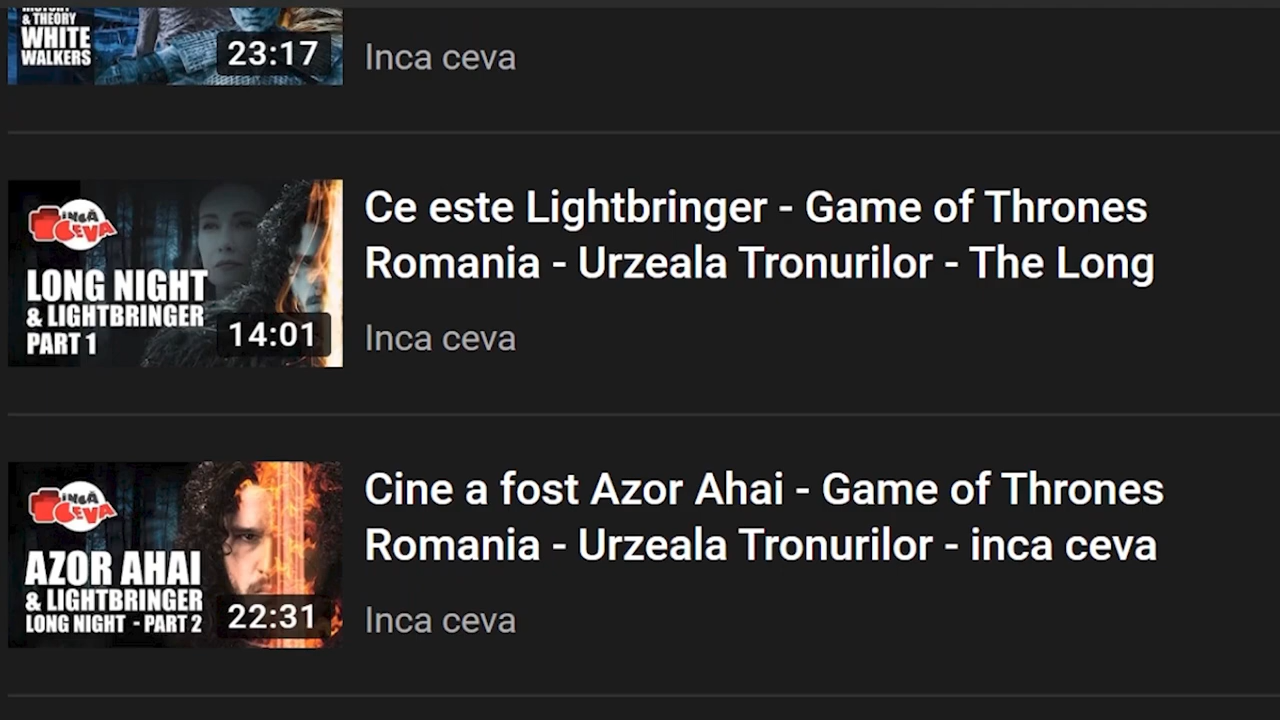 & THEORY
WHITE
WALKERS
23:17
Inca ceva
INCĂ
CEVA
LONG NIGHT
& LIGHTBRINGER
PART 1
14:01
Ce este Lightbringer - Game of Thrones
Romania - Urzeala Tronurilor - The Long
Inca ceva
INCĂ
CEVA
AZOR AHAI
& LIGHTBRINGER
LONG NIGHT - PART 2
22:31
Cine a fost Azor Ahai - Game of Thrones
Romania - Urzeala Tronurilor - inca ceva
Inca ceva